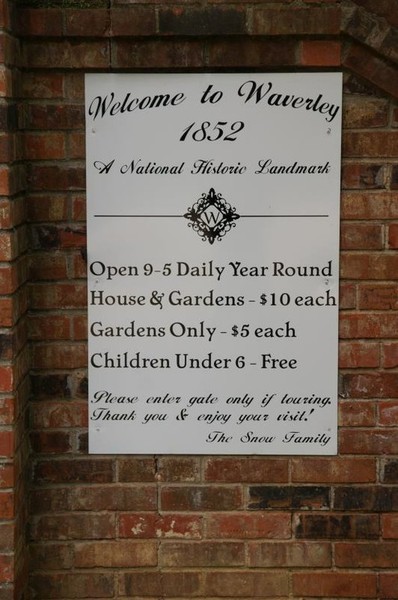 Welcome to Waverley
1852
A National Historic Landmark
W
Open 9-5 Daily Year Round
House & Gardens - $10 each
Gardens Only - $5 each
Children Under 6 - Free
Please enter gate only if touring.
Thank you & enjoy your visit!
The Snow Family